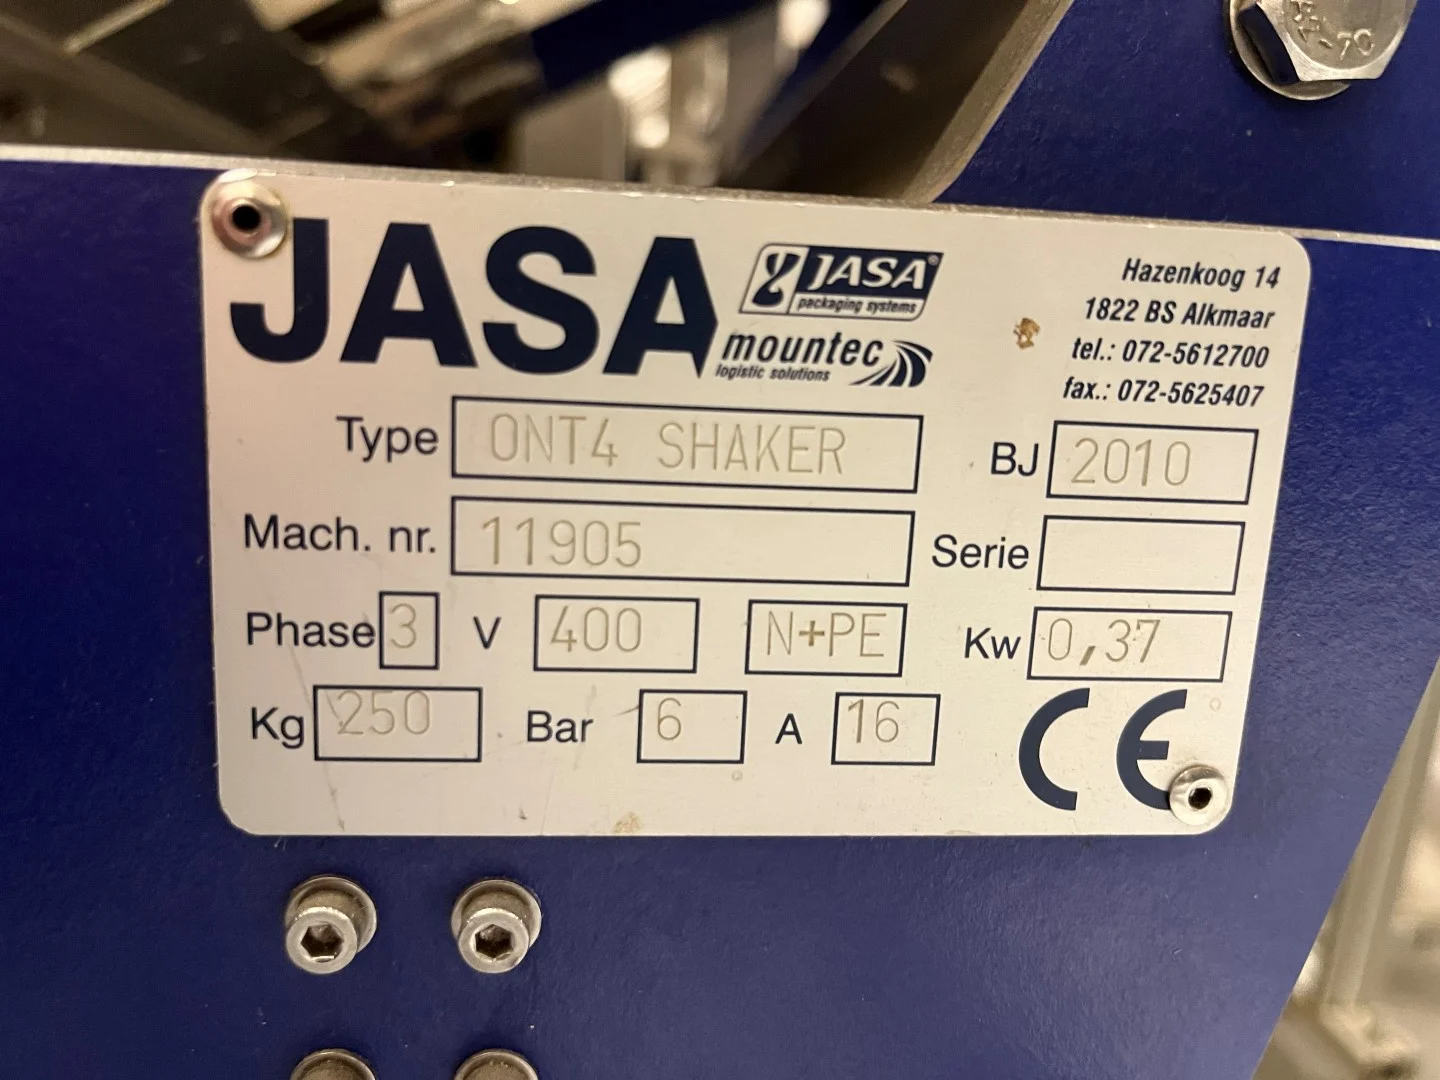 JASA
JASA®
packaging systems
mountec
logistic solutions
Hazenkoog 14
1822 BS Alkmaar
tel.: 072-5612700
fax.: 072-5625407
Type ONT4 SHAKER BJ 2010
Mach. nr. 11905 Serie
Phase 3 V 400 N+PE Kw 0,37
Kg 250 Bar 6 A 16 CE